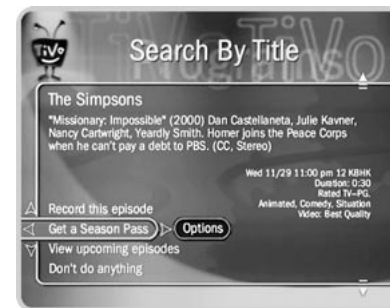 TiVo
Search By Title
The Simpsons
"Missionary: Impossible" (2000) Dan Castellaneta, Julie Kavner,
Nancy Cartwright, Yeardly Smith. Homer joins the Peace Corps
when he can't pay a debt to PBS. (CC, Stereo)
Wed 11/29 11:00 pm 12 KBHK
Duration: 0:30
Rated TV-PG.
Animated, Comedy, Situation
Video: Best Quality
Record this episode
Get a Season Pass Options
View upcoming episodes
Don't do anything